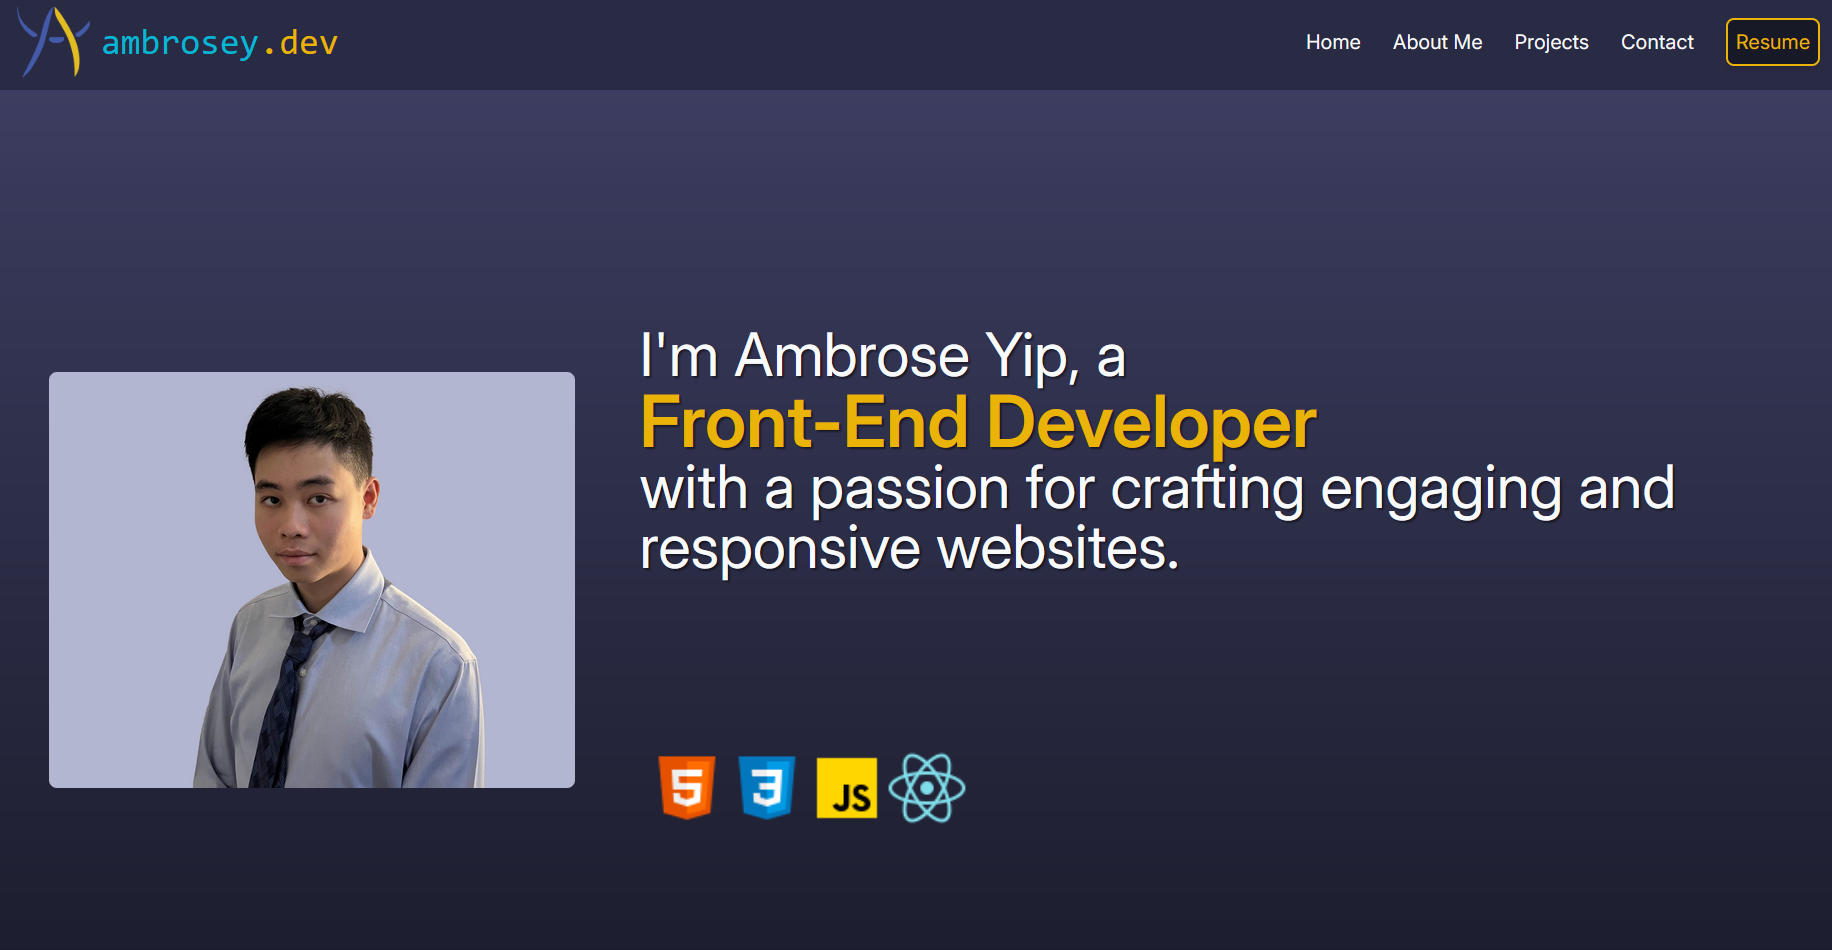 ambrosey.dev
Home About Me Projects Contact Resume
I'm Ambrose Yip, a
Front-End Developer
with a passion for crafting engaging and
responsive websites.
5 3 JS